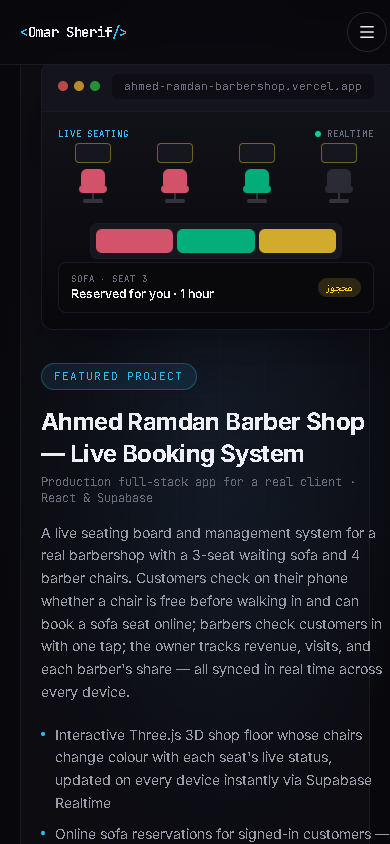 <Omar Sherif/>
ahmed-ramdan-barbershop.vercel.app
LIVE SEATING
REALTIME
SOFA · SEAT 3
Reserved for you · 1 hour
محجوز
FEATURED PROJECT
Ahmed Ramdan Barber Shop
— Live Booking System
Production full-stack app for a real client ·
React & Supabase
A live seating board and management system for a
real barbershop with a 3-seat waiting sofa and 4
barber chairs. Customers check on their phone
whether a chair is free before walking in and can
book a sofa seat online; barbers check customers in
with one tap; the owner tracks revenue, visits, and
each barber's share — all synced in real time across
every device.
• Interactive Three.js 3D shop floor whose chairs
change colour with each seat's live status,
updated on every device instantly via Supabase
Realtime
• Online sofa reservations for signed-in customers —